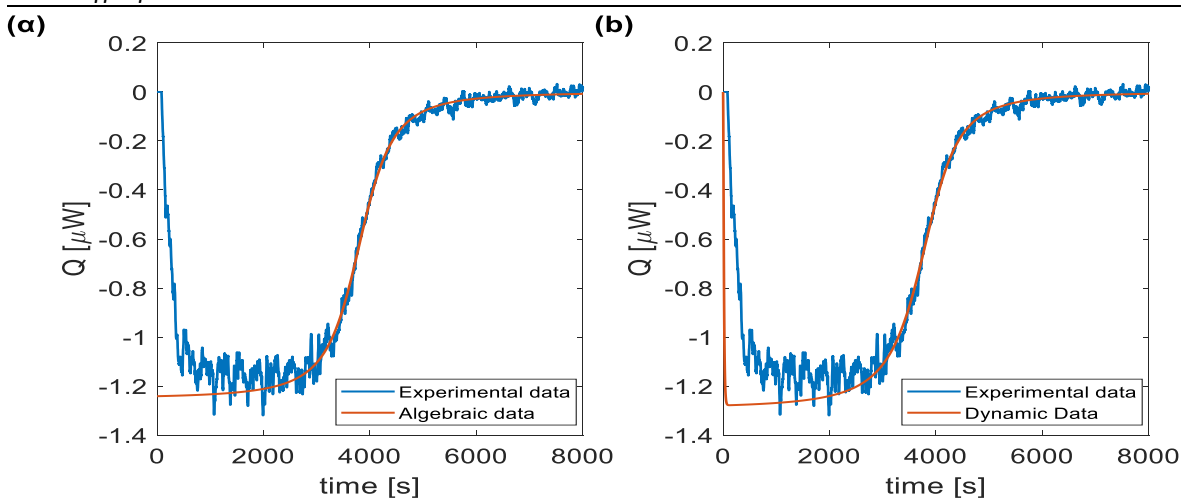 (α)
0.2
0
-0.2
-0.4
-0.6
-0.8
-1
-1.2
-1.4
Q [μW]
Experimental data
Algebraic data
0 2000 4000 6000 8000
time [s]
(b)
0.2
0
-0.2
-0.4
-0.6
-0.8
-1
-1.2
-1.4
Q [μW]
Experimental data
Dynamic Data
0 2000 4000 6000 8000
time [s]